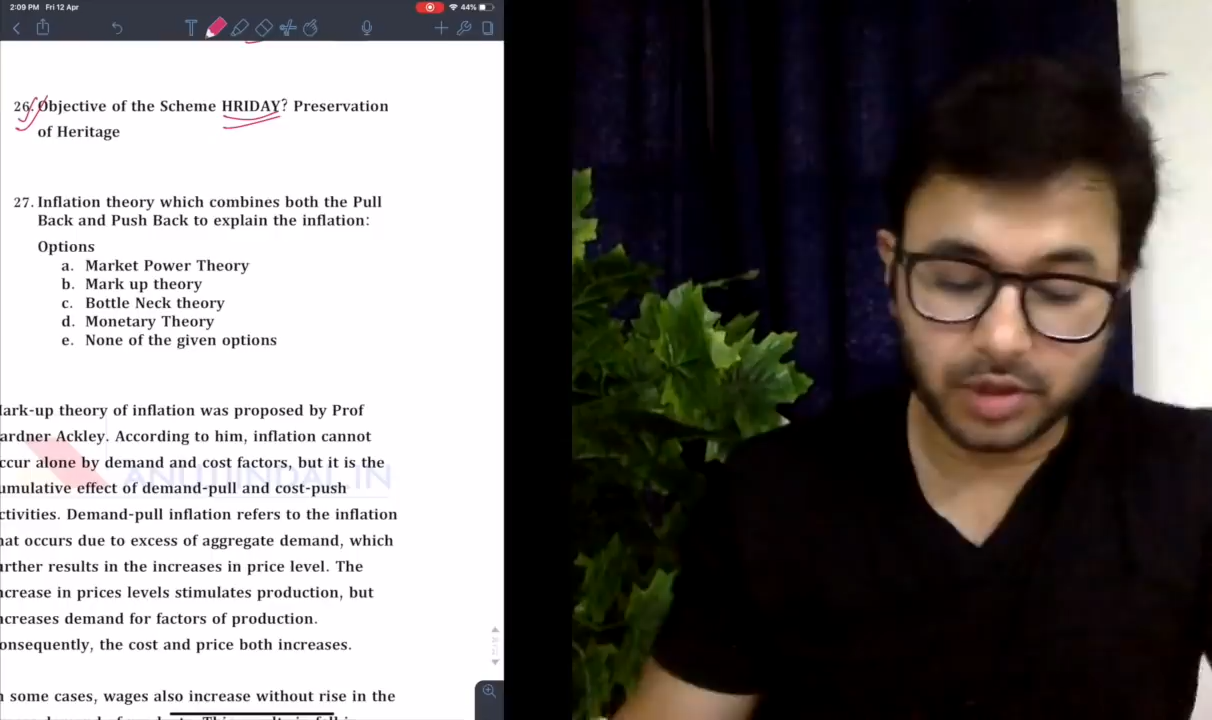 2:09 PM Fri 12 Apr
44%
T
26. Objective of the Scheme HRIDAY? Preservation
of Heritage
27. Inflation theory which combines both the Pull
Back and Push Back to explain the inflation:
Options
a. Market Power Theory
b. Mark up theory
c. Bottle Neck theory
d. Monetary Theory
e. None of the given options
ark-up theory of inflation was proposed by Prof
ardner Ackley. According to him, inflation cannot
ccur alone by demand and cost factors, but it is the
umulative effect of demand-pull and cost-push
ctivities. Demand-pull inflation refers to the inflation
hat occurs due to excess of aggregate demand, which
urther results in the increases in price level. The
ncrease in prices levels stimulates production, but
ncreases demand for factors of production.
onsequently, the cost and price both increases.
n some cases, wages also increase without rise in the